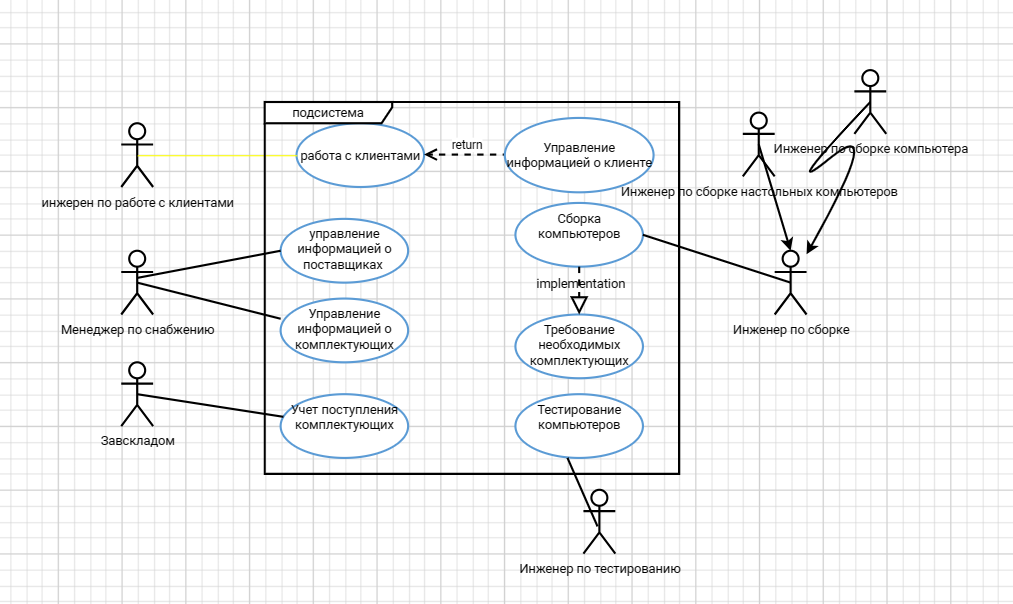 подсистема
работа с клиентами
return
Управление
информацией о клиенте
инжерен по работе с клиентами
Инженер по сборке компьютера
Инженер по сборке настольных компьютеров
управление
информацией о
поставщиках
Сборка
компьютеров
implementation
Менеджер по снабжению
Управление
информацией о
комплектующих
Требование
необходимых
комплектующих
Инженер по сборке
Завскладом
Учет поступления
комплектующих
Тестирование
компьютеров
Инженер по тестированию